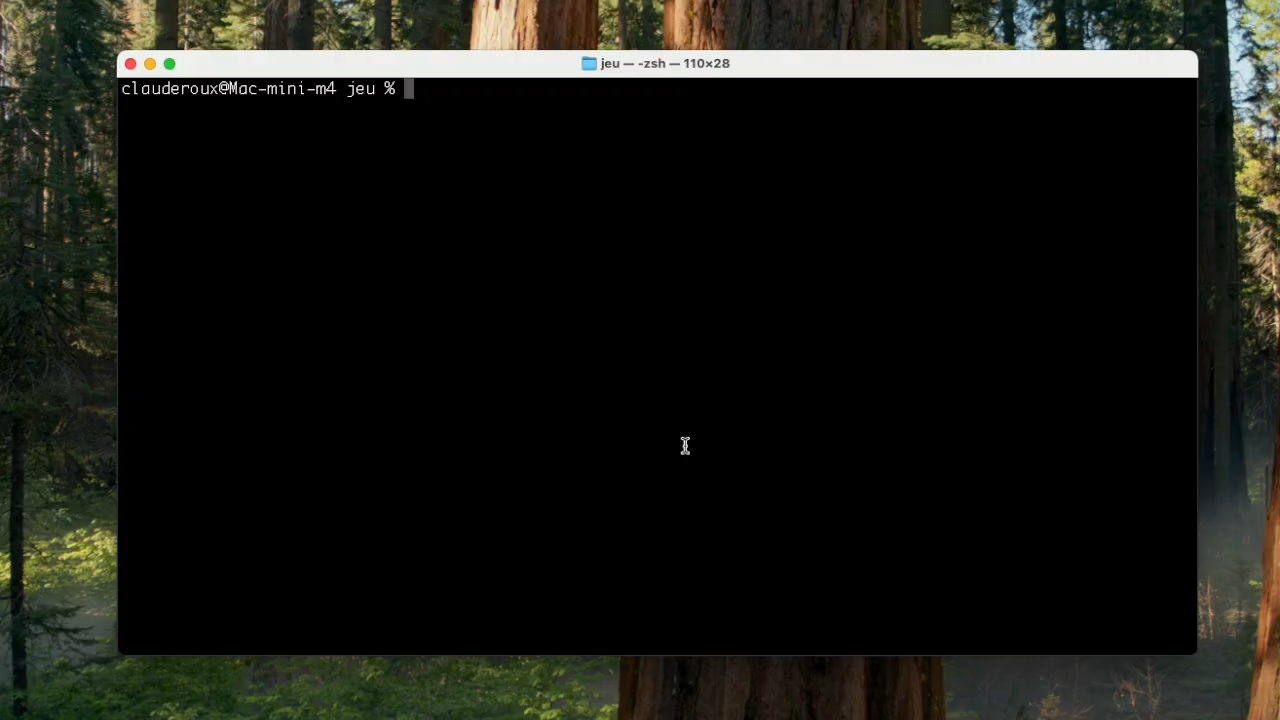 jeu — -zsh — 110×28
clauderoux@Mac-mini-m4 jeu %